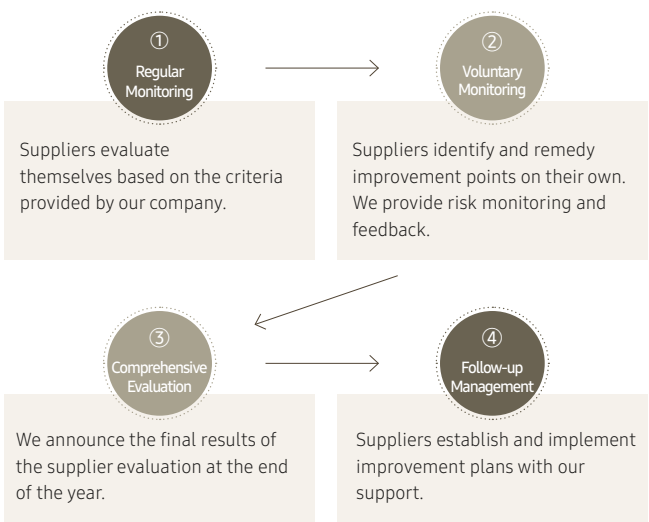 ①
Regular
Monitoring
Suppliers evaluate
themselves based on the criteria
provided by our company.
②
Voluntary
Monitoring
Suppliers identify and remedy
improvement points on their own.
We provide risk monitoring and
feedback.
③
Comprehensive
Evaluation
We announce the final results of
the supplier evaluation at the end
of the year.
④
Follow-up
Management
Suppliers establish and implement
improvement plans with our
support.